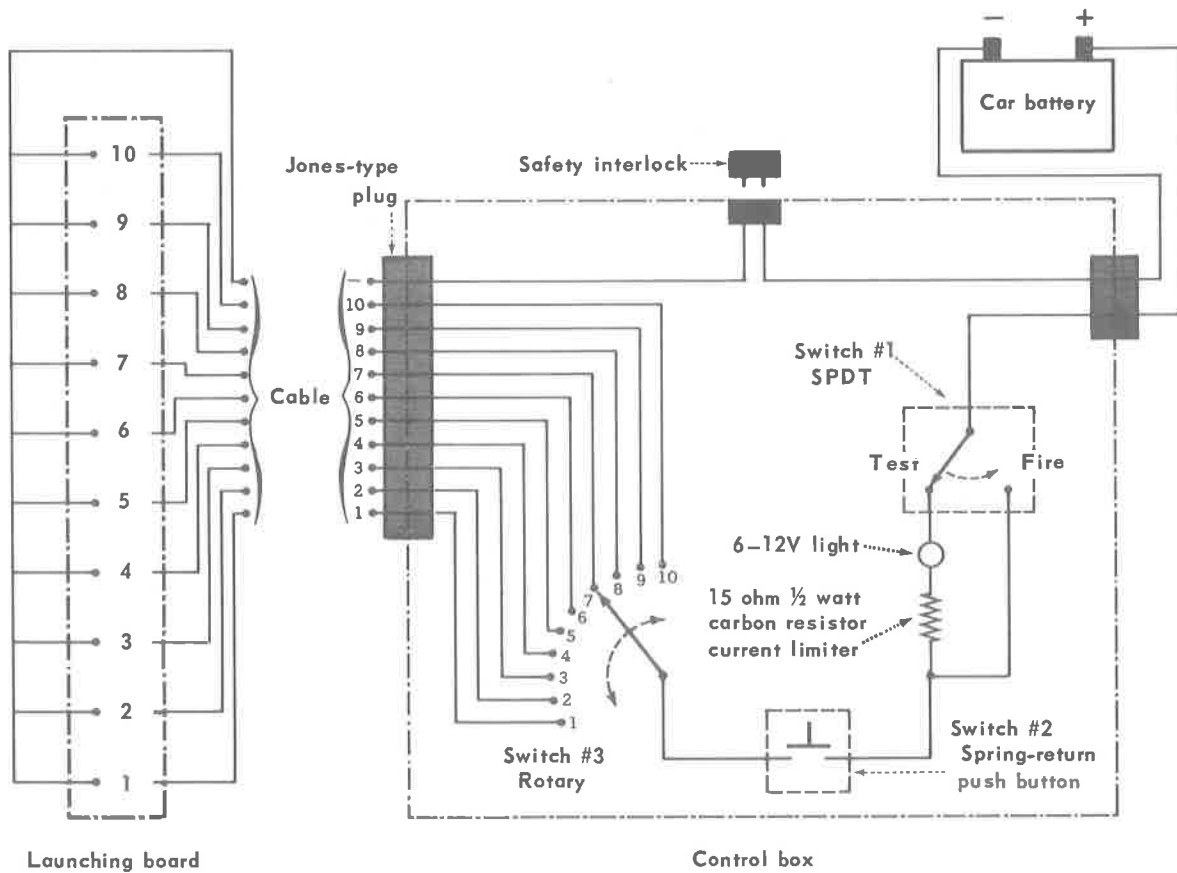 − +
Car battery
Jones-type
plug
Safety interlock
10
9
8
7
6
5
4
3
2
1
Cable
−
10
9
8
7
6
5
4
3
2
1
Switch #1
SPDT
Test
Fire
6–12V light
15 ohm ½ watt
carbon resistor
current limiter
10
9
8
7
6
5
4
3
2
1
Switch #3
Rotary
Switch #2
Spring-return
push button
Launching board
Control box